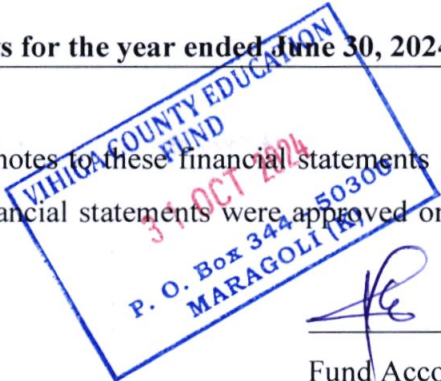 s for the year ended June 30, 2024
notes to these financial statements
ancial statements were approved on
VIHIGA COUNTY EDUCATION
FUND
31 OCT 2024
P. O. Box 344 - 50300
MARAGOLI (K)
Fund Acco